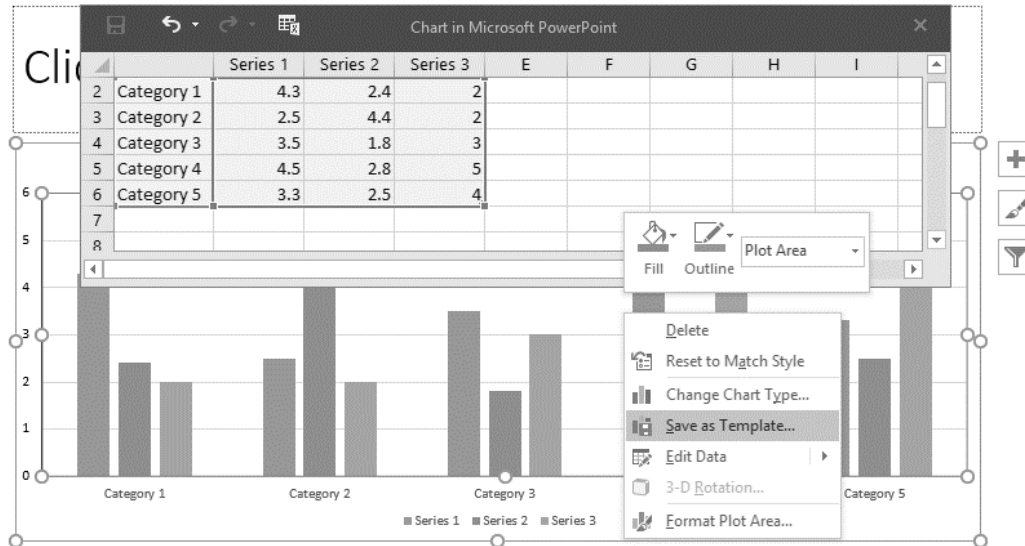 Chart in Microsoft PowerPoint
Clic
Series 1 Series 2 Series 3 E F G H I
2 Category 1 4.3 2.4 2
3 Category 2 2.5 4.4 2
4 Category 3 3.5 1.8 3
5 Category 4 4.5 2.8 5
6 Category 5 3.3 2.5 4
7
8
Fill Outline Plot Area
Delete
Reset to Match Style
Change Chart Type...
Save as Template...
Edit Data
3-D Rotation...
Format Plot Area...
6
5
4
3
2
1
0
Category 1 Category 2 Category 3 Category 5
Series 1 Series 2 Series 3